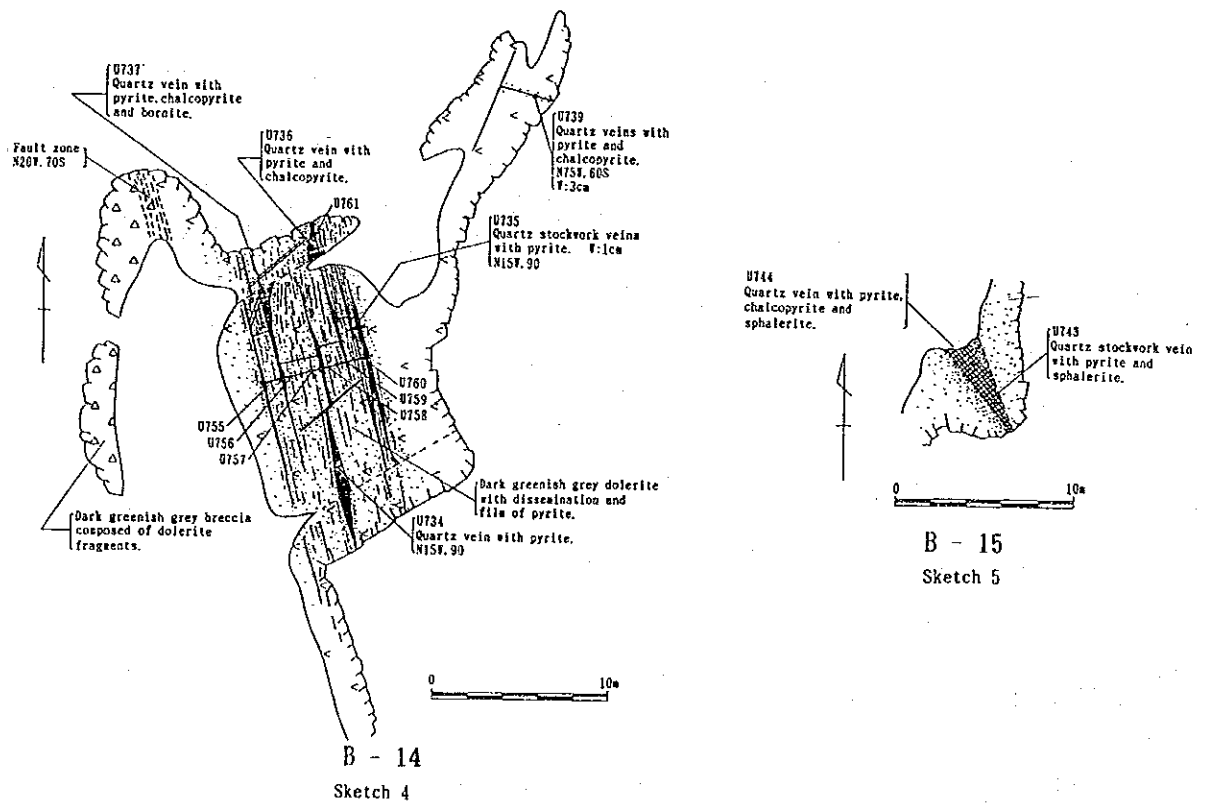 U737
Quartz vein with
pyrite, chalcopyrite
and bornite.
U736
Quartz vein with
pyrite and
chalcopyrite.
Fault zone
N20W. 70S
U739
Quartz veins with
pyrite and
chalcopyrite.
N75W, 60S
W:3cm
U761
U735
Quartz stockwork veins
with pyrite. W:1cm
N15W, 90
U760
U759
U758
U755
U756
U757
Dark greenish grey dolerite
with dissemination and
film of pyrite.
Dark greenish grey breccia
composed of dolerite
fragments.
U734
Quartz vein with pyrite.
N15W, 90
0 10m
B - 14
Sketch 4
U744
Quartz vein with pyrite,
chalcopyrite and
sphalerite.
U743
Quartz stockwork vein
with pyrite and
sphalerite.
0 10m
B - 15
Sketch 5